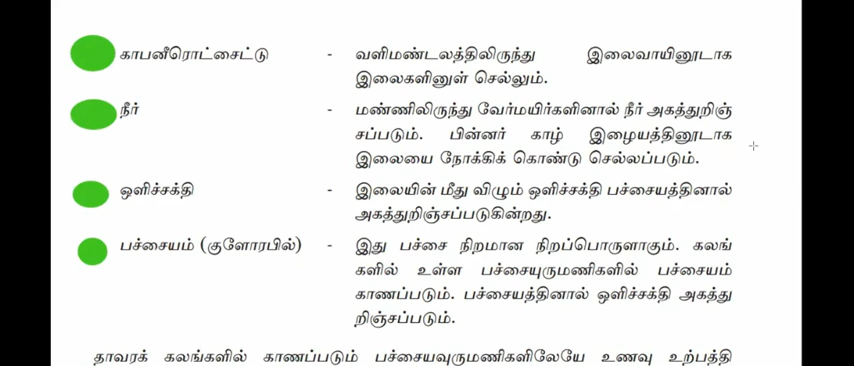 காபனீரொட்சைட்டு - வளிமண்டலத்திலிருந்து இலைவாயினூடாக
இலைகளினுள் செல்லும்.
நீர் - மண்ணிலிருந்து வேர்மயிர்களினால் நீர் அகத்துறிஞ்
சப்படும். பின்னர் காழ் இழையத்தினூடாக
இலையை நோக்கிக் கொண்டு செல்லப்படும்.
ஒளிச்சக்தி - இலையின் மீது விழும் ஒளிச்சக்தி பச்சையத்தினால்
அகத்துறிஞ்சப்படுகின்றது.
பச்சையம் (குளோரபில்) - இது பச்சை நிறமான நிறப்பொருளாகும். கலங்
களில் உள்ள பச்சையுருமணிகளில் பச்சையம்
காணப்படும். பச்சையத்தினால் ஒளிச்சக்தி அகத்து
றிஞ்சப்படும்.
தாவரக் கலங்களில் காணப்படும் பச்சையவுருமணிகளிலேயே உணவு உற்பத்தி